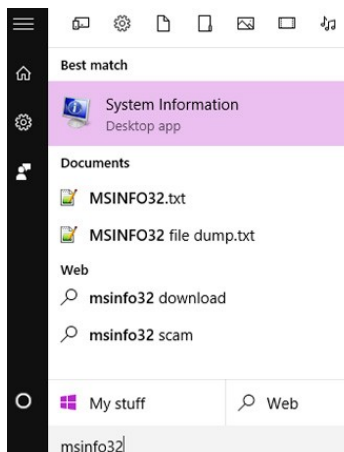 Best match
System Information
Desktop app
Documents
MSINFO32.txt
MSINFO32 file dump.txt
Web
msinfo32 download
msinfo32 scam
My stuff
Web
msinfo32